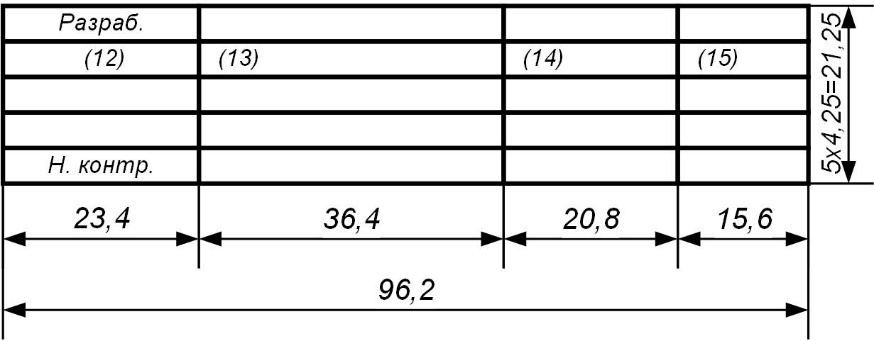 Разраб.
(12) (13) (14) (15)
Н. контр.
5х4,25=21,25
23,4 36,4 20,8 15,6
96,2